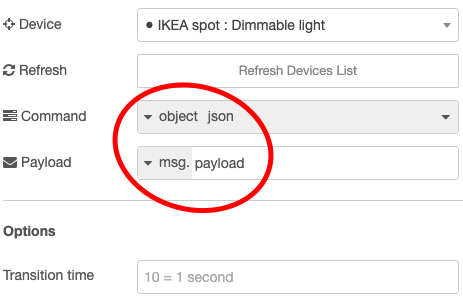 Device
IKEA spot : Dimmable light
Refresh
Refresh Devices List
Command
object json
Payload
msg. payload
Options
Transition time
10 = 1 second